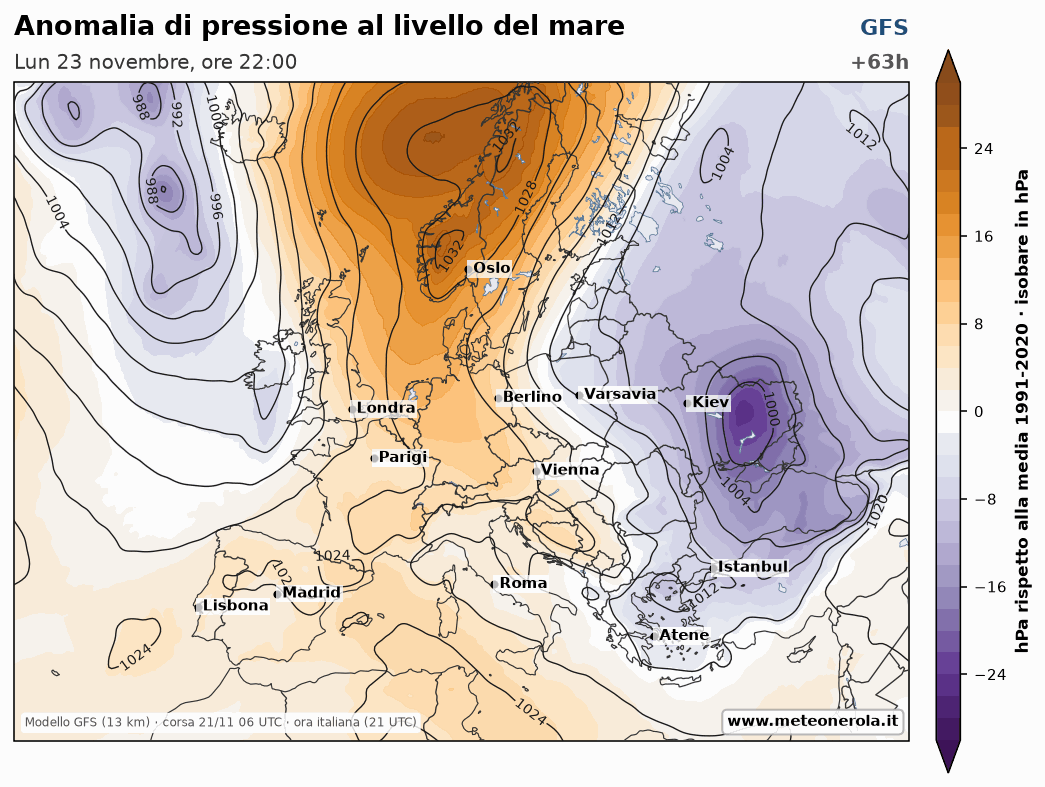 Anomalia di pressione al livello del mare
GFS
Lun 23 novembre, ore 22:00
+63h
988
992
1000
1012
1032
1004
988
996
1004
1028
1012
1032
Oslo
24
16
8
0
−8
−16
−24
Berlino
Varsavia
Kiev
1000
Londra
Parigi
Vienna
1004
1020
1024
Istanbul
Roma
Madrid
1012
Lisbona
Atene
1024
1024
Modello GFS (13 km) · corsa 21/11 06 UTC · ora italiana (21 UTC)
www.meteonerola.it
hPa rispetto alla media 1991-2020 · isobare in hPa